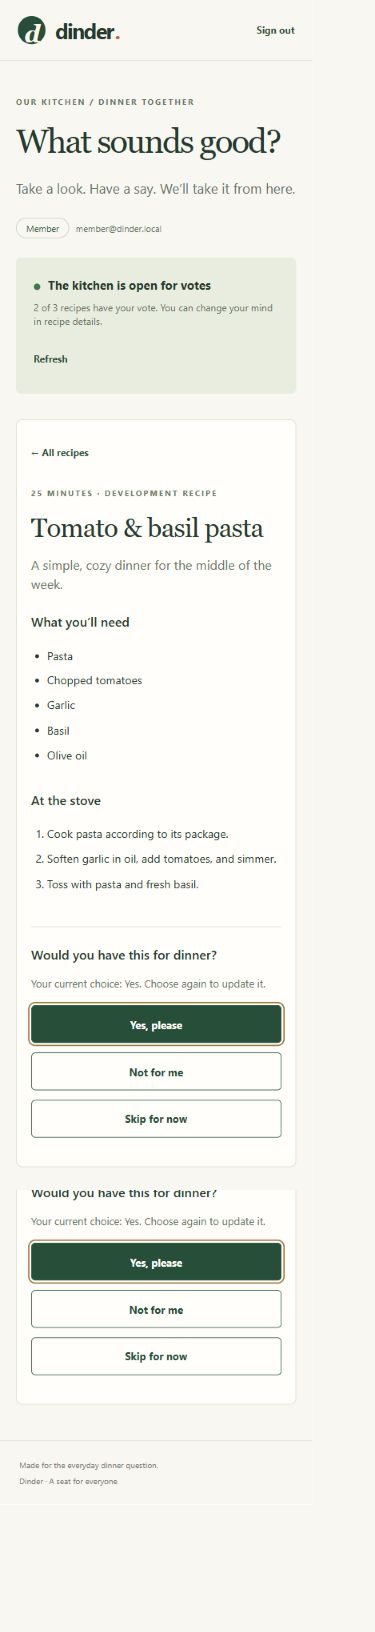 d dinder.
Sign out
OUR KITCHEN / DINNER TOGETHER
What sounds good?
Take a look. Have a say. We'll take it from here.
Member member@dinder.local
The kitchen is open for votes
2 of 3 recipes have your vote. You can change your mind
in recipe details.
Refresh
← All recipes
25 MINUTES · DEVELOPMENT RECIPE
Tomato & basil pasta
A simple, cozy dinner for the middle of the
week.
What you'll need
• Pasta
• Chopped tomatoes
• Garlic
• Basil
• Olive oil
At the stove
1. Cook pasta according to its package.
2. Soften garlic in oil, add tomatoes, and simmer.
3. Toss with pasta and fresh basil.
Would you have this for dinner?
Your current choice: Yes. Choose again to update it.
Yes, please
Not for me
Skip for now
Would you have this for dinner?
Your current choice: Yes. Choose again to update it.
Yes, please
Not for me
Skip for now
Made for the everyday dinner question.
Dinder · A seat for everyone